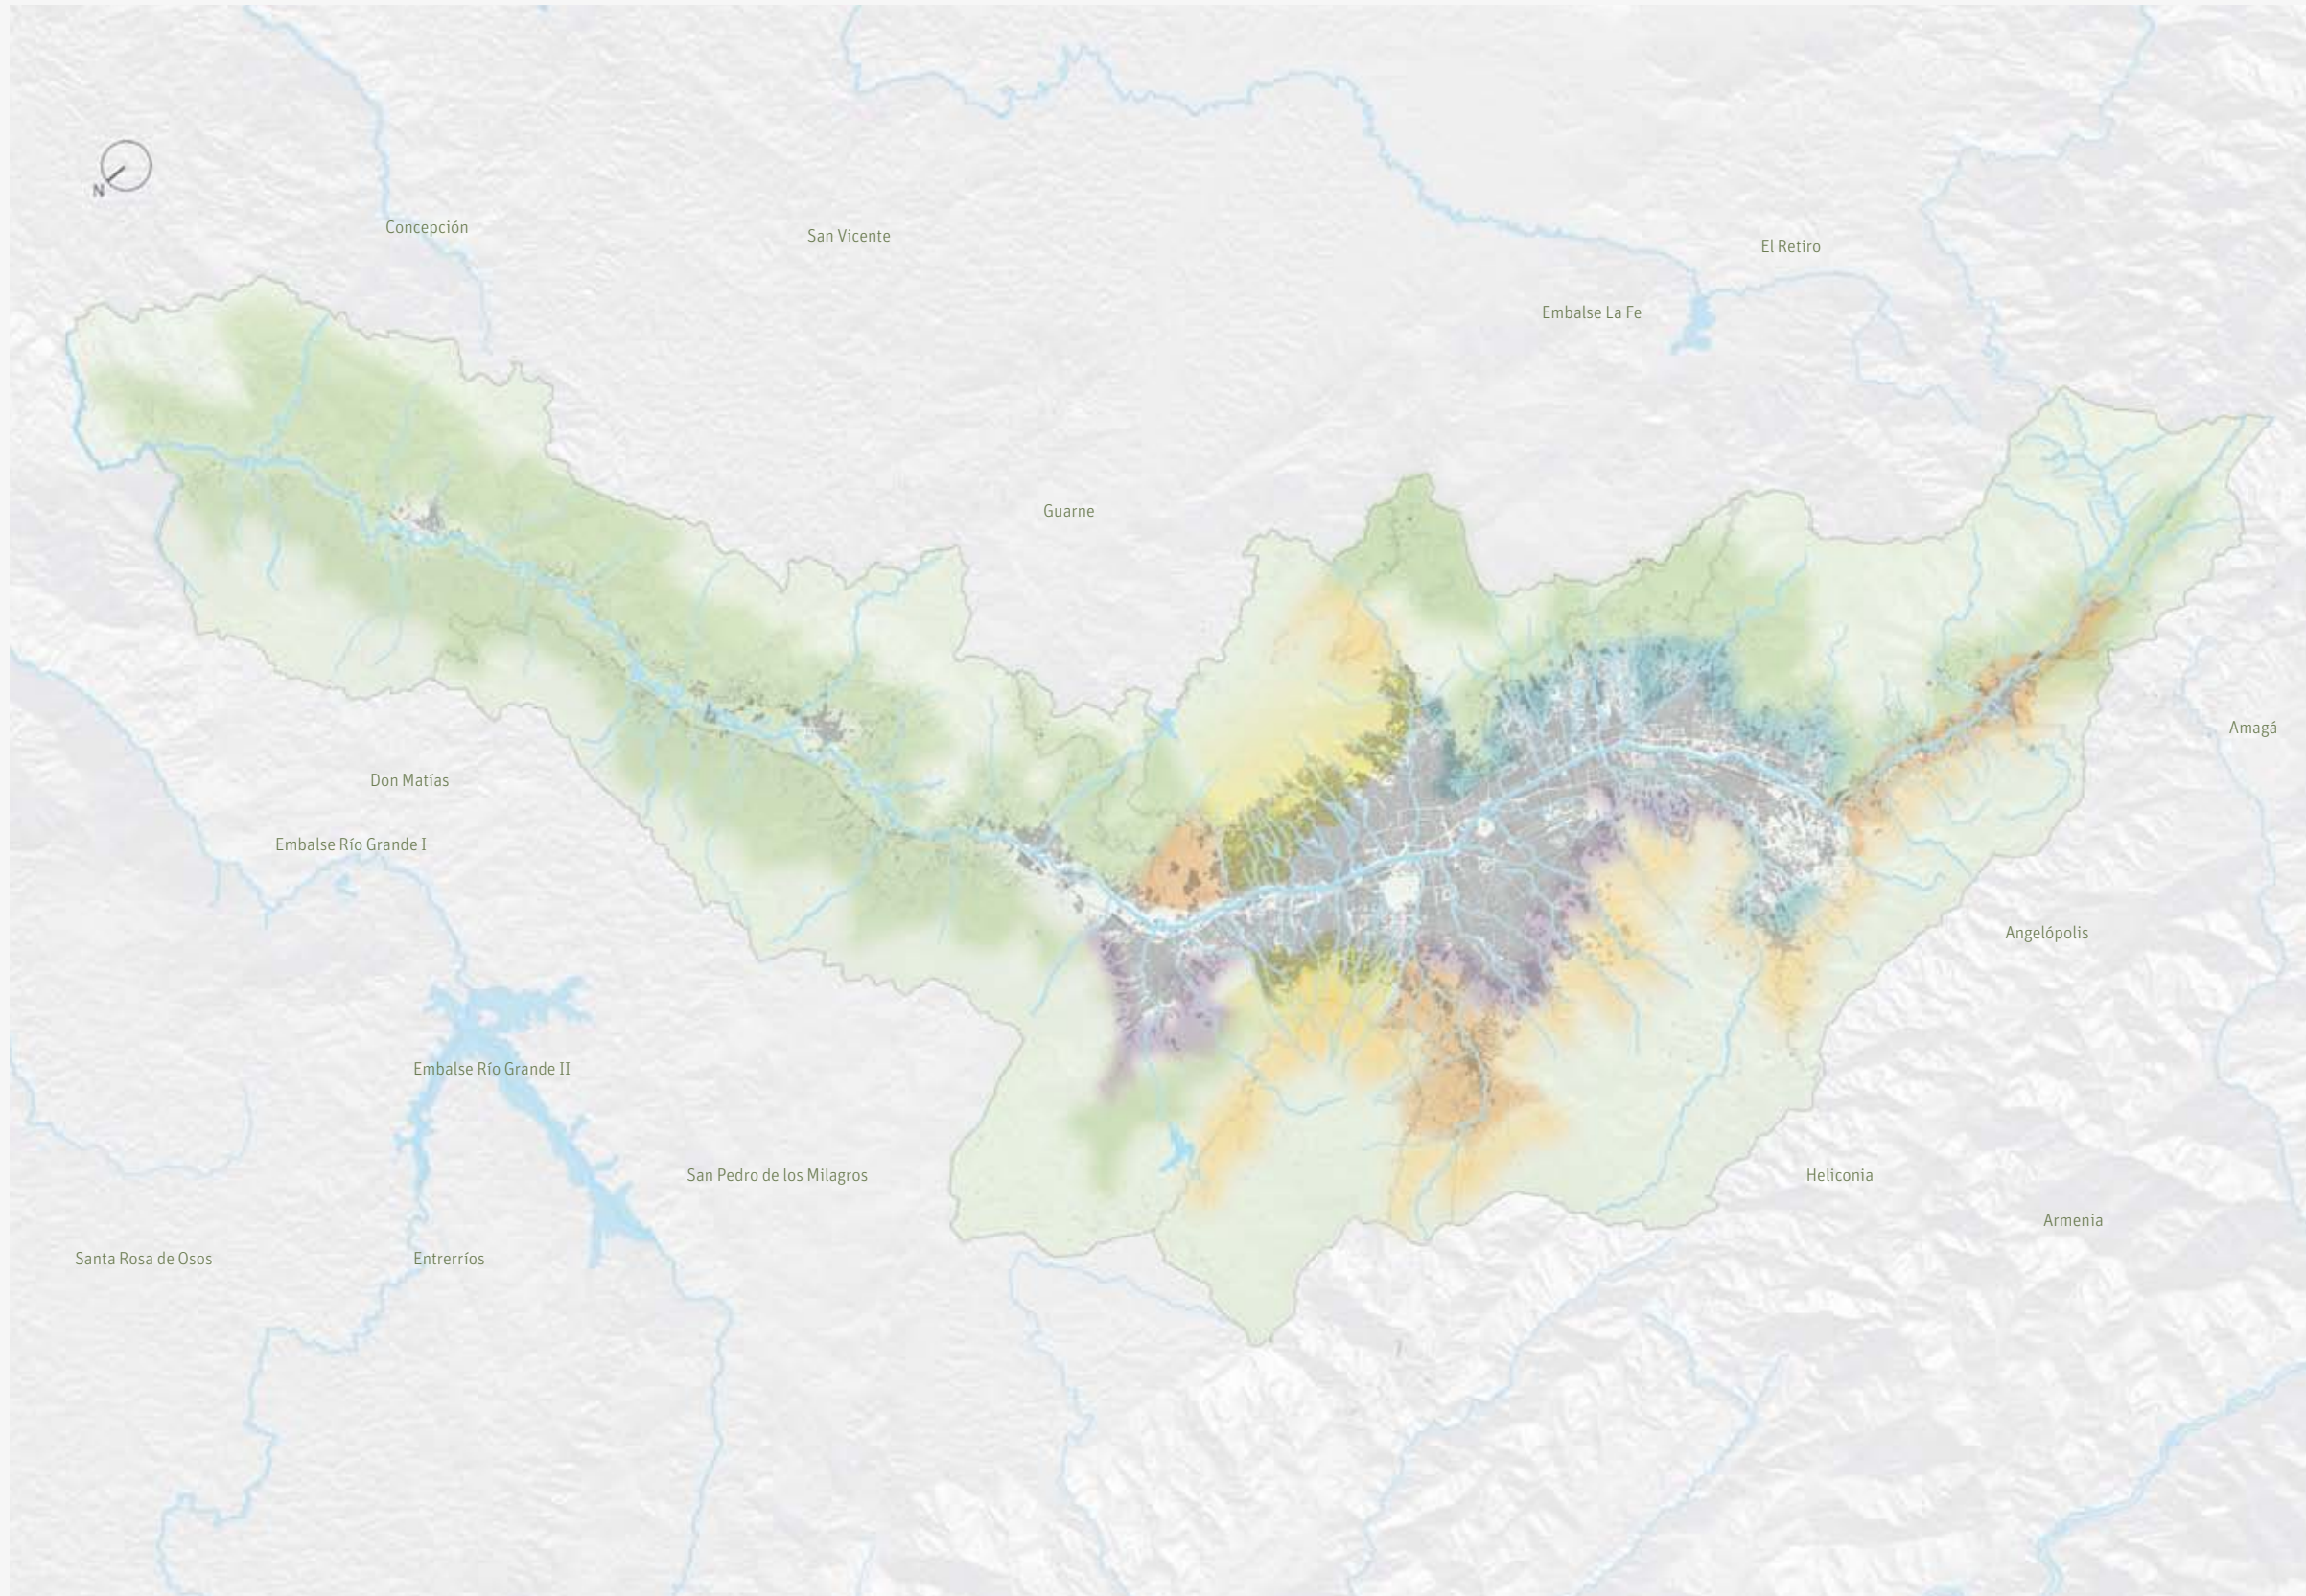 N
Concepción
San Vicente
El Retiro
Embalse La Fe
Guarne
Amagá
Don Matías
Embalse Río Grande I
Angelópolis
Embalse Río Grande II
San Pedro de los Milagros
Heliconia
Armenia
Santa Rosa de Osos
Entrerríos